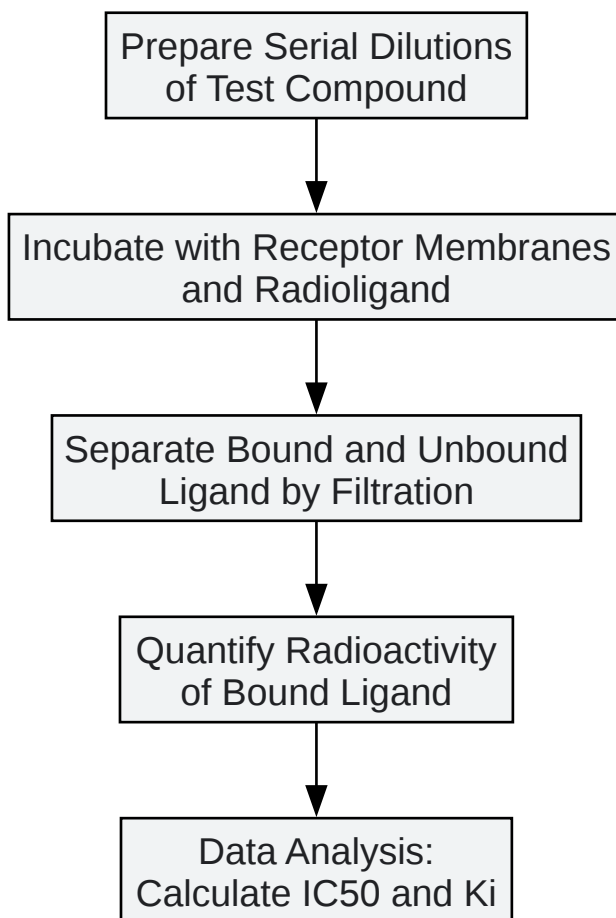 Prepare Serial Dilutions
of Test Compound
Incubate with Receptor Membranes
and Radioligand
Separate Bound and Unbound
Ligand by Filtration
Quantify Radioactivity
of Bound Ligand
Data Analysis:
Calculate IC50 and Ki